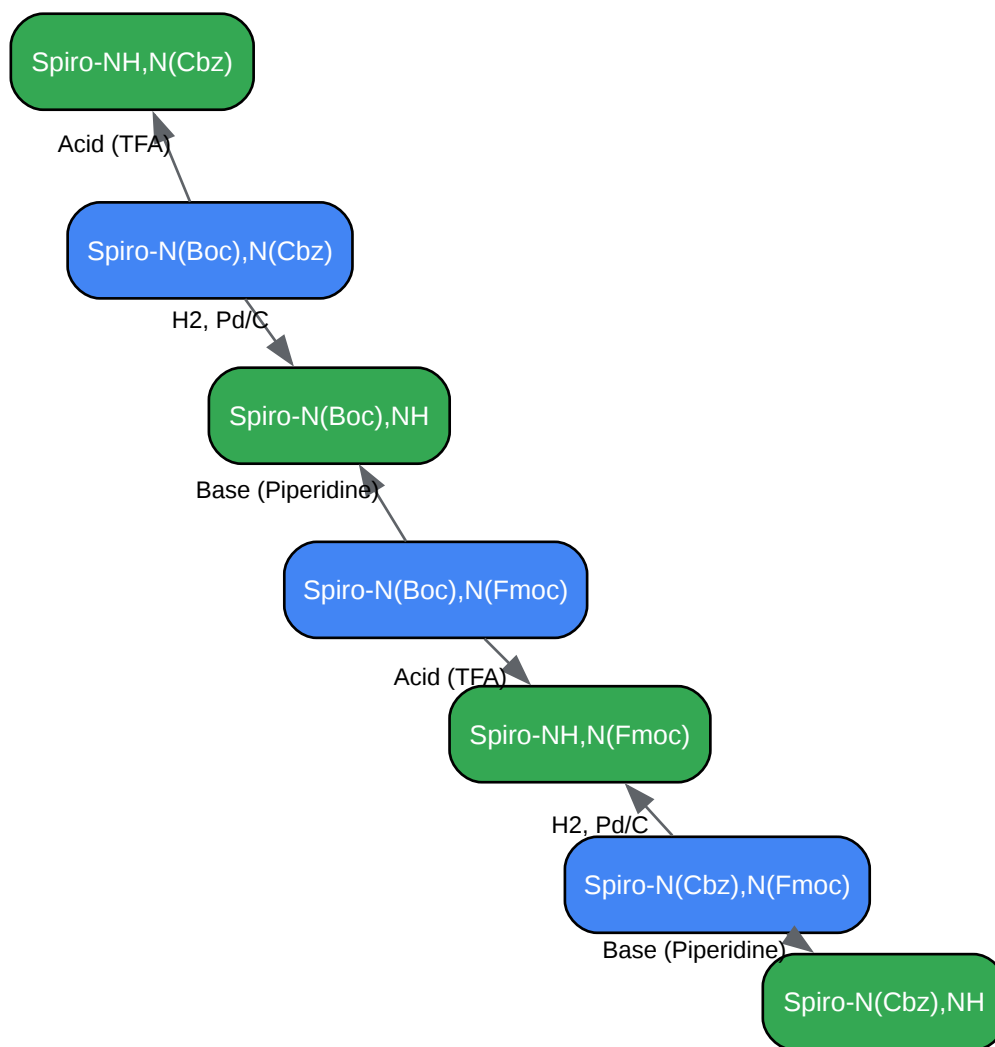 Spiro-NH,N(Cbz)
Acid (TFA)
Spiro-N(Boc),N(Cbz)
H2, Pd/C
Spiro-N(Boc),NH
Base (Piperidine)
Spiro-N(Boc),N(Fmoc)
Acid (TFA)
Spiro-NH,N(Fmoc)
H2, Pd/C
Spiro-N(Cbz),N(Fmoc)
Base (Piperidine)
Spiro-N(Cbz),NH